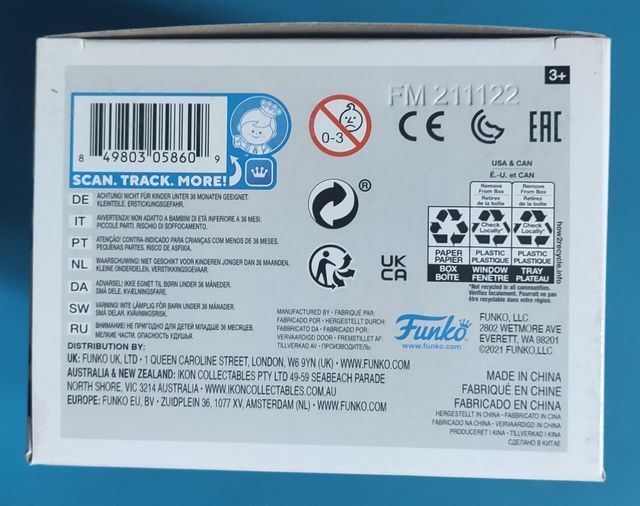 3+
FM 211122
8 49803 05860 9
SCAN. TRACK. MORE!
0-3
CE
EAC
UK
CA
DE ACHTUNG! NICHT FÜR KINDER UNTER 36 MONATEN GEEIGNET.
KLEINTEILE. ERSTICKUNGSGEFAHR.
IT AVVERTENZA! NON ADATTO A BAMBINI DI ETÀ INFERIORE A 36 MESI.
PICCOLE PARTI. RISCHIO DI SOFFOCAMENTO.
PT ATENÇÃO! CONTRA-INDICADO PARA CRIANÇAS COM MENOS DE 36 MESES.
PEQUENAS PARTES. RISCO DE ASFIXIA.
NL WAARSCHUWING! NIET GESCHIKT VOOR KINDEREN JONGER DAN 36 MAANDEN.
KLEINE ONDERDELEN. VERSTIKKINGSGEVAAR.
DA ADVARSEL! IKKE EGNET TIL BØRN UNDER 36 MÅNEDER.
SMÅ DELE. KVÆLNINGSFARE.
SW VARNING! INTE LÄMPLIG FÖR BARN UNDER 36 MÅNADER.
SMÅ DELAR. KVÄVNINGSFARA.
RU ВНИМАНИЕ! НЕ ПРИГОДНО ДЛЯ ДЕТЕЙ МЛАДШЕ 36 МЕСЯЦЕВ.
МЕЛКИЕ ЧАСТИ. ОПАСНОСТЬ УДУШЬЯ.
USA & CAN
É.-U. et CAN
Remove From Box
Retirez de la boîte
Remove From Box
Retirez de la boîte
Check Locally*
Check Locally*
PAPER PLASTIC PLASTIC
PAPIER PLASTIQUE PLASTIQUE
BOX WINDOW TRAY
BOÎTE FENÊTRE PLATEAU
*Not recycled in all communities.
Vérifiez localement. Pourrait ne pas
être recyclable dans votre région.
how2recycle.info
MANUFACTURED BY • FABRIQUÉ PAR:
FABRICADO POR • HERGESTELLT DURCH:
FABBRICATO DA • FABRICADO POR:
VERVAARDIGD DOOR • FREMSTILLET AF:
TILLVERKAD AV • ПРОИЗВОДИТЕЛЬ:
Funko
www.funko.com
FUNKO, LLC
2802 WETMORE AVE
EVERETT, WA 98201
©2021 FUNKO,LLC
DISTRIBUTION BY:
UK: FUNKO UK, LTD • 1 QUEEN CAROLINE STREET, LONDON, W6 9YN (UK) • FUNKO.COM
AUSTRALIA & NEW ZEALAND: IKON COLLECTABLES PTY LTD 49-59 SEABEACH PARADE
NORTH SHORE, VIC 3214 AUSTRALIA • WWW.IKONCOLLECTABLES.COM.AU
EUROPE: FUNKO EU, BV • ZUIDPLEIN 36, 1077 XV, AMSTERDAM (NL) • WWW.FUNKO.COM
MADE IN CHINA
FABRIQUÉ EN CHINE
FABRICADO EN CHINA
HERGESTELLT IN CHINA • FABBRICATO IN CHINA
FABRICADO NA CHINA • VERVAARDIGD IN CHINA
PRODUCERET I KINA • TILLVERKAD I KINA
СДЕЛАНО В КИТАЕ